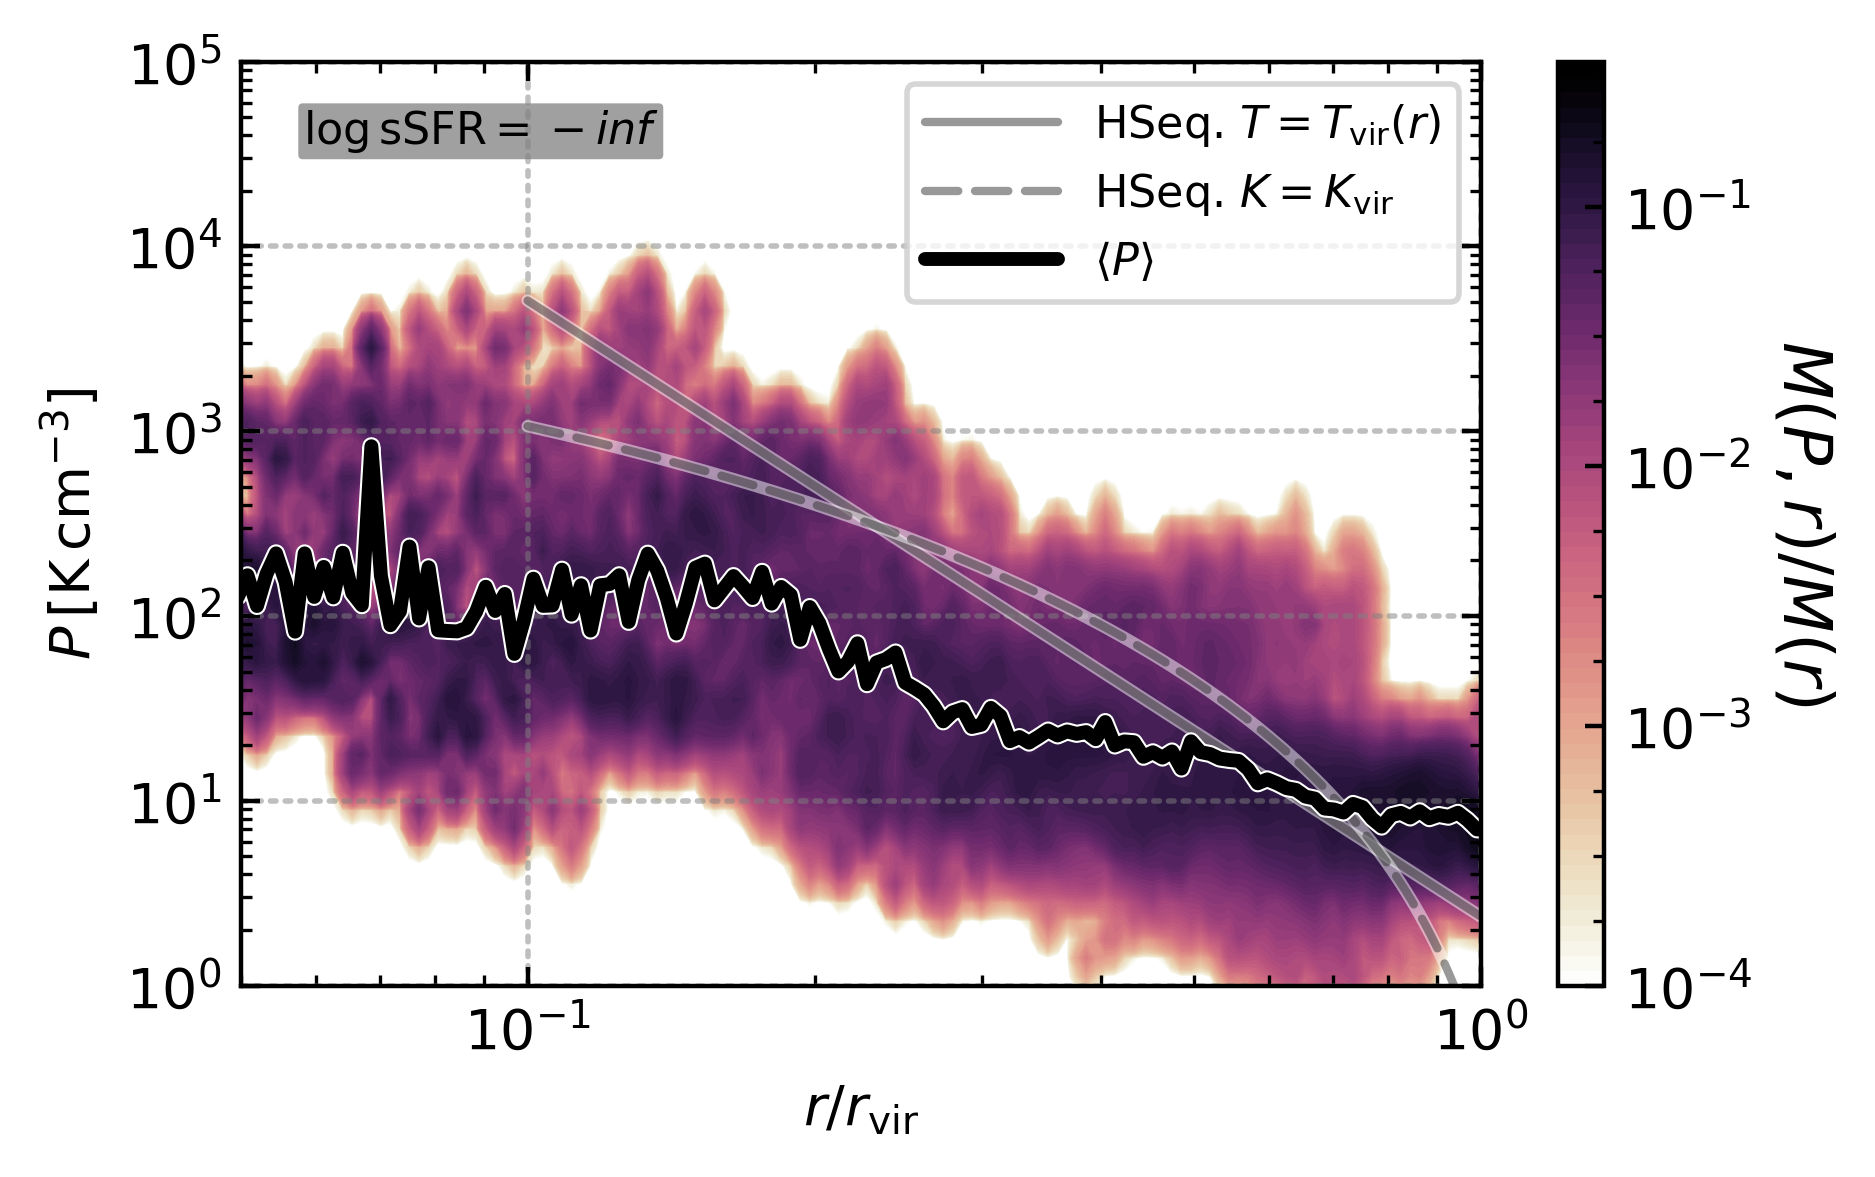 10^5
10^4
10^3
10^2
10^1
10^0
P [K cm^{-3}]
log sSFR = −inf
HSeq. T = T_vir(r)
HSeq. K = K_vir
⟨P⟩
10^{-1}
10^0
r/r_vir
10^{-1}
10^{-2}
10^{-3}
10^{-4}
M(P, r)/M(r)